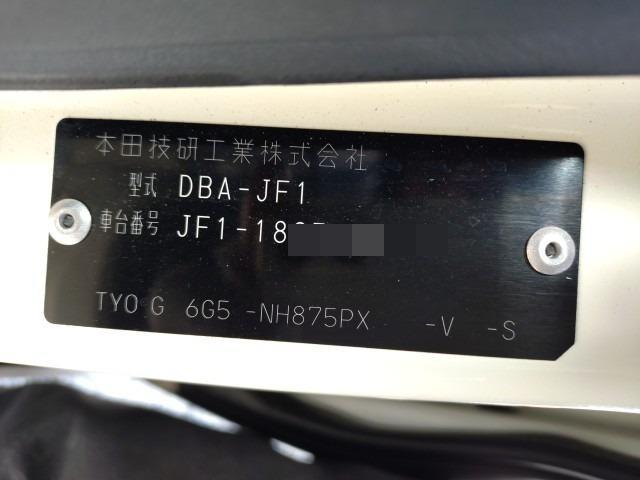 本田技研工業株式会社
型式 DBA-JF1
車台番号 JF1-18
TYO G 6G5 -NH875PX -V -S